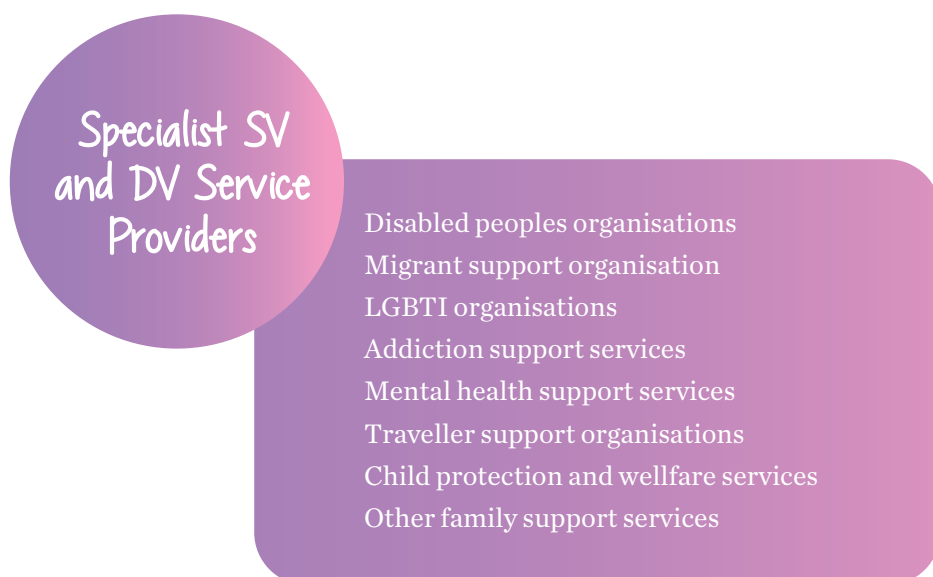 Specialist SV
and DV Service
Providers
Disabled peoples organisations
Migrant support organisation
LGBTI organisations
Addiction support services
Mental health support services
Traveller support organisations
Child protection and wellfare services
Other family support services